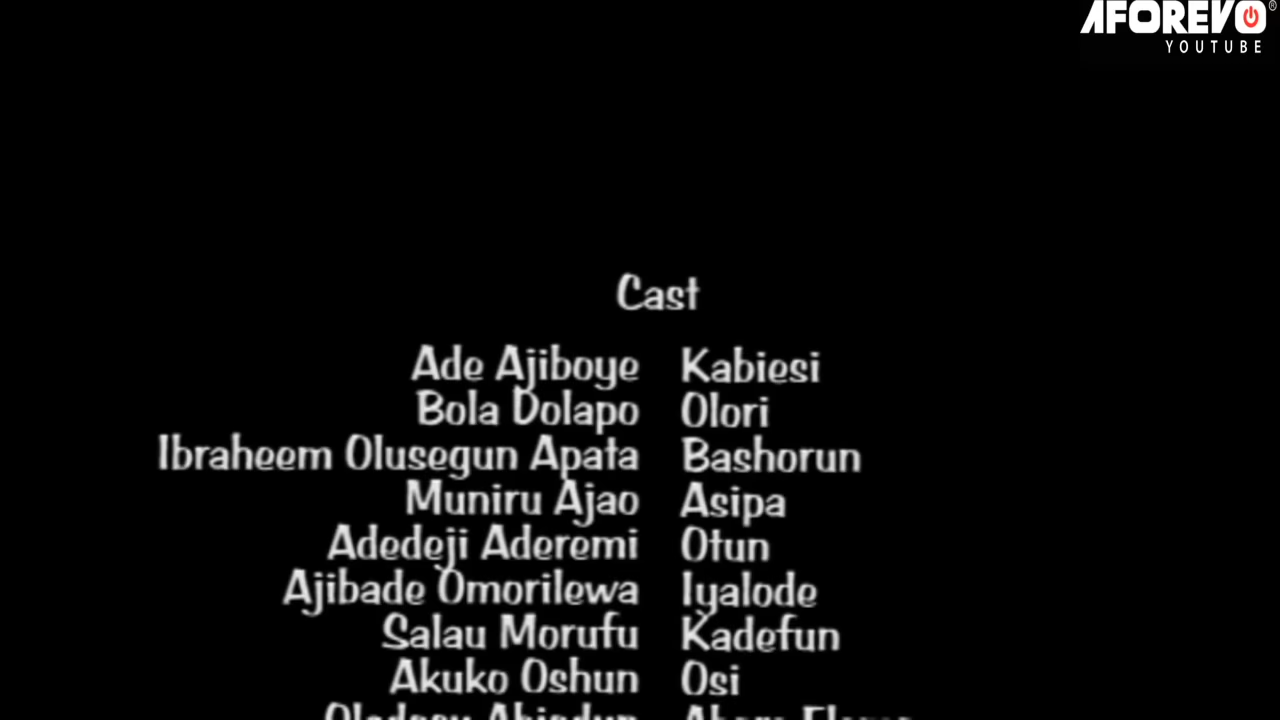 AFOREVO®
YOUTUBE
Cast
Ade Ajiboye Kabiesi
Bola Dolapo Olori
Ibraheem Olusegun Apata Bashorun
Muniru Ajao Asipa
Adedeji Aderemi Otun
Ajibade Omorilewa Iyalode
Salau Morufu Kadefun
Akuko Oshun Osi